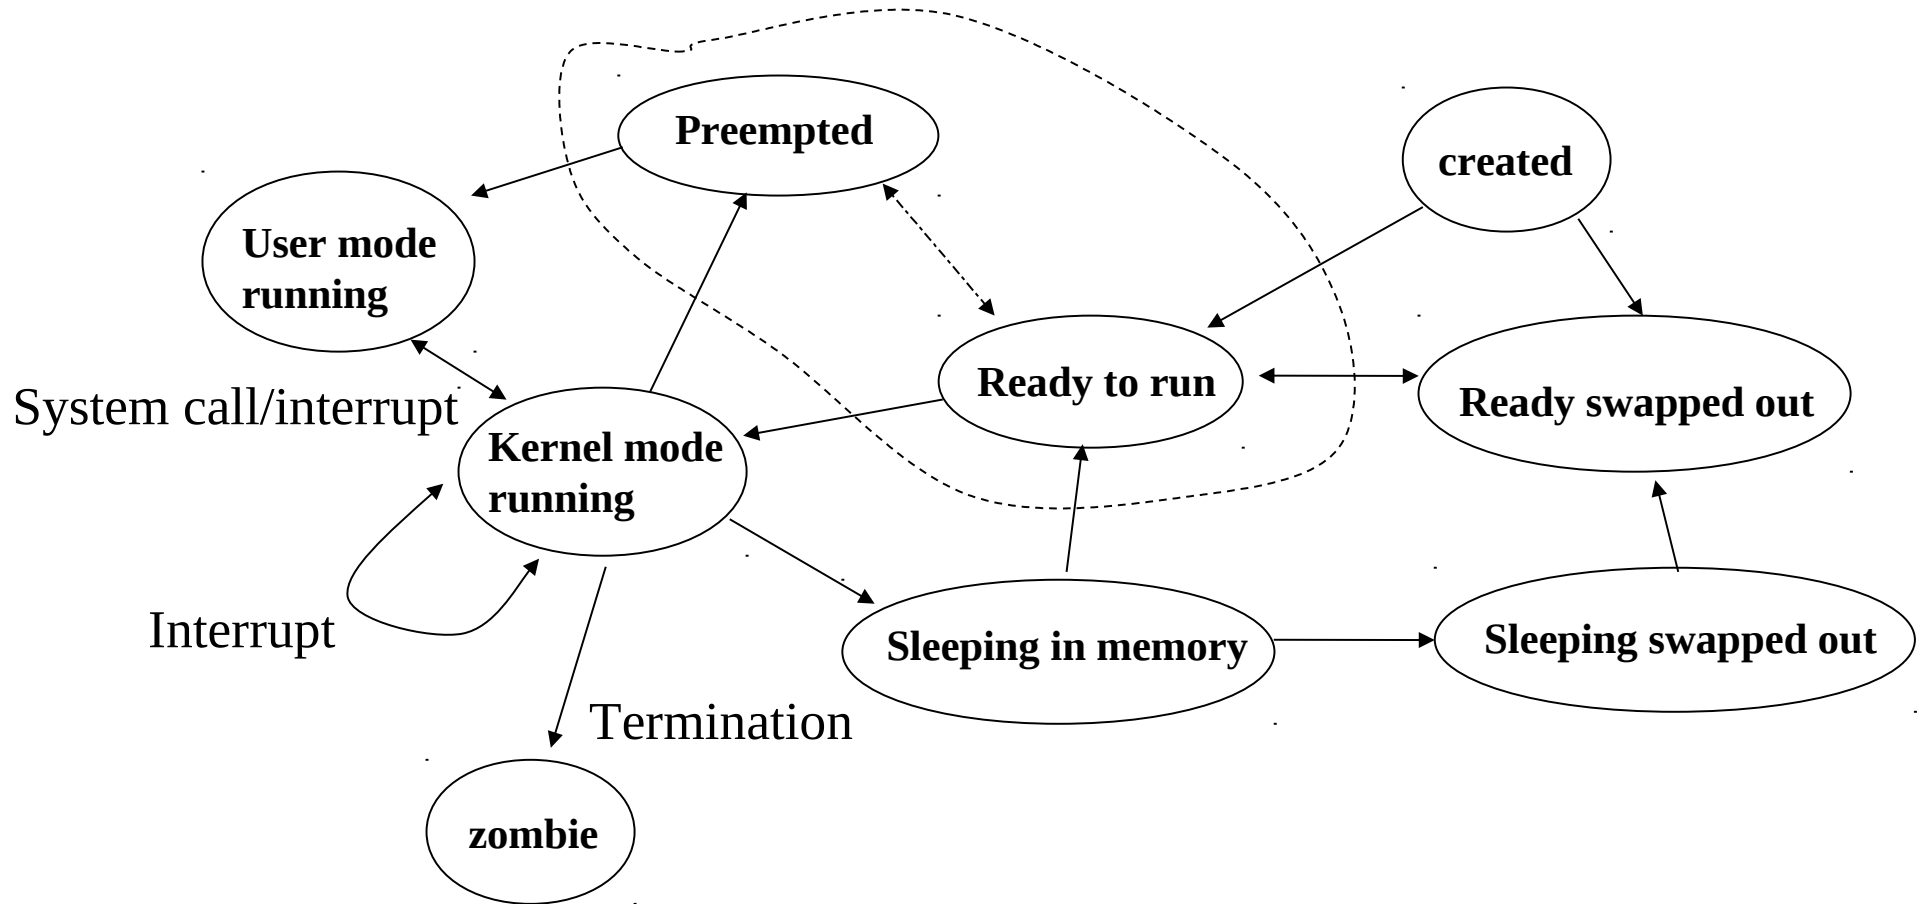 Preempted
created
User mode
running
System call/interrupt
Ready to run
Ready swapped out
Kernel mode
running
Interrupt
Sleeping in memory
Sleeping swapped out
Termination
zombie